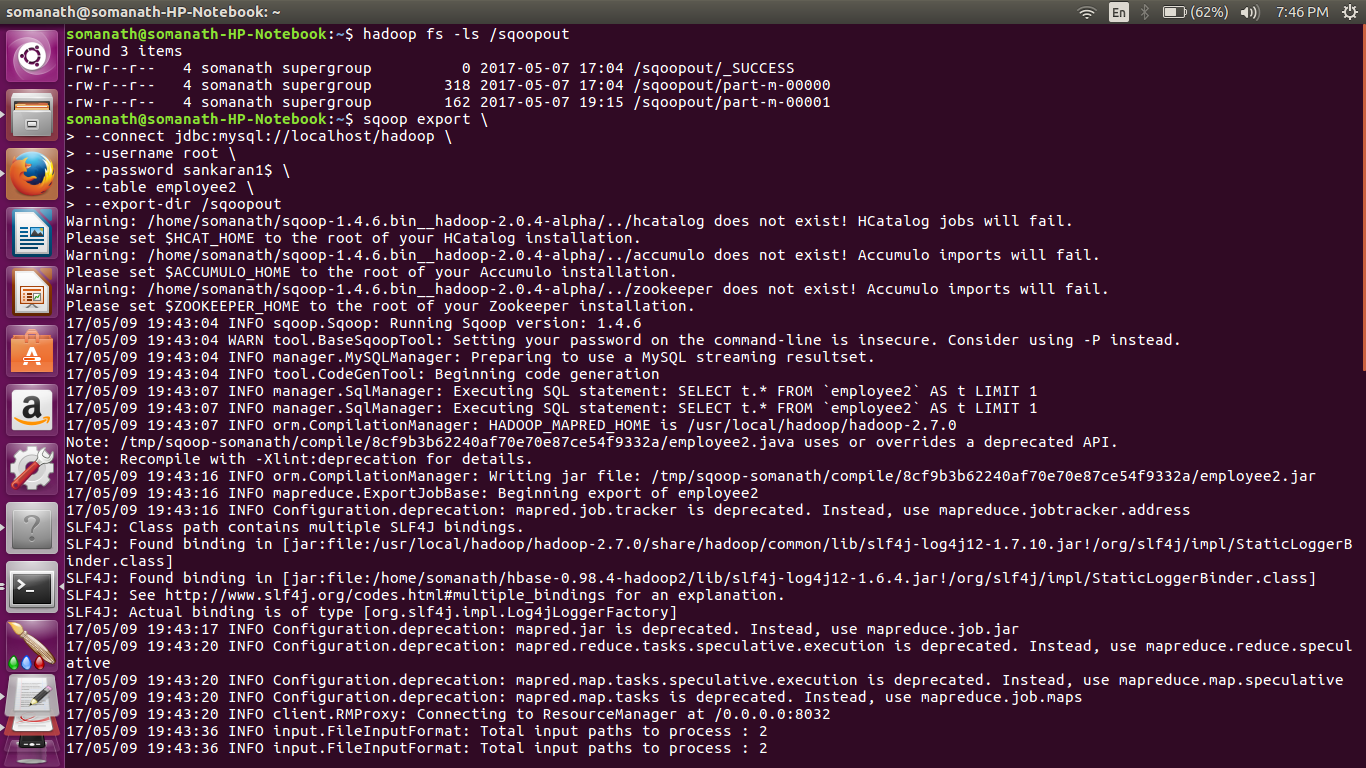 somanath@somanath-HP-Notebook: ~
En
(62%)
7:46 PM
somanath@somanath-HP-Notebook:~$ hadoop fs -ls /sqoopout
Found 3 items
-rw-r--r--   4 somanath supergroup          0 2017-05-07 17:04 /sqoopout/_SUCCESS
-rw-r--r--   4 somanath supergroup        318 2017-05-07 17:04 /sqoopout/part-m-00000
-rw-r--r--   4 somanath supergroup        162 2017-05-07 19:15 /sqoopout/part-m-00001
somanath@somanath-HP-Notebook:~$ sqoop export \
> --connect jdbc:mysql://localhost/hadoop \
> --username root \
> --password sankaran1$ \
> --table employee2 \
> --export-dir /sqoopout
Warning: /home/somanath/sqoop-1.4.6.bin__hadoop-2.0.4-alpha/../hcatalog does not exist! HCatalog jobs will fail.
Please set $HCAT_HOME to the root of your HCatalog installation.
Warning: /home/somanath/sqoop-1.4.6.bin__hadoop-2.0.4-alpha/../accumulo does not exist! Accumulo imports will fail.
Please set $ACCUMULO_HOME to the root of your Accumulo installation.
Warning: /home/somanath/sqoop-1.4.6.bin__hadoop-2.0.4-alpha/../zookeeper does not exist! Accumulo imports will fail.
Please set $ZOOKEEPER_HOME to the root of your Zookeeper installation.
17/05/09 19:43:04 INFO sqoop.Sqoop: Running Sqoop version: 1.4.6
17/05/09 19:43:04 WARN tool.BaseSqoopTool: Setting your password on the command-line is insecure. Consider using -P instead.
17/05/09 19:43:04 INFO manager.MySQLManager: Preparing to use a MySQL streaming resultset.
17/05/09 19:43:04 INFO tool.CodeGenTool: Beginning code generation
17/05/09 19:43:07 INFO manager.SqlManager: Executing SQL statement: SELECT t.* FROM `employee2` AS t LIMIT 1
17/05/09 19:43:07 INFO manager.SqlManager: Executing SQL statement: SELECT t.* FROM `employee2` AS t LIMIT 1
17/05/09 19:43:07 INFO orm.CompilationManager: HADOOP_MAPRED_HOME is /usr/local/hadoop/hadoop-2.7.0
Note: /tmp/sqoop-somanath/compile/8cf9b3b62240af70e70e87ce54f9332a/employee2.java uses or overrides a deprecated API.
Note: Recompile with -Xlint:deprecation for details.
17/05/09 19:43:16 INFO orm.CompilationManager: Writing jar file: /tmp/sqoop-somanath/compile/8cf9b3b62240af70e70e87ce54f9332a/employee2.jar
17/05/09 19:43:16 INFO mapreduce.ExportJobBase: Beginning export of employee2
17/05/09 19:43:16 INFO Configuration.deprecation: mapred.job.tracker is deprecated. Instead, use mapreduce.jobtracker.address
SLF4J: Class path contains multiple SLF4J bindings.
SLF4J: Found binding in [jar:file:/usr/local/hadoop/hadoop-2.7.0/share/hadoop/common/lib/slf4j-log4j12-1.7.10.jar!/org/slf4j/impl/StaticLoggerB
inder.class]
SLF4J: Found binding in [jar:file:/home/somanath/hbase-0.98.4-hadoop2/lib/slf4j-log4j12-1.6.4.jar!/org/slf4j/impl/StaticLoggerBinder.class]
SLF4J: See http://www.slf4j.org/codes.html#multiple_bindings for an explanation.
SLF4J: Actual binding is of type [org.slf4j.impl.Log4jLoggerFactory]
17/05/09 19:43:17 INFO Configuration.deprecation: mapred.jar is deprecated. Instead, use mapreduce.job.jar
17/05/09 19:43:20 INFO Configuration.deprecation: mapred.reduce.tasks.speculative.execution is deprecated. Instead, use mapreduce.reduce.specul
ative
17/05/09 19:43:20 INFO Configuration.deprecation: mapred.map.tasks.speculative.execution is deprecated. Instead, use mapreduce.map.speculative
17/05/09 19:43:20 INFO Configuration.deprecation: mapred.map.tasks is deprecated. Instead, use mapreduce.job.maps
17/05/09 19:43:20 INFO client.RMProxy: Connecting to ResourceManager at /0.0.0.0:8032
17/05/09 19:43:36 INFO input.FileInputFormat: Total input paths to process : 2
17/05/09 19:43:36 INFO input.FileInputFormat: Total input paths to process : 2